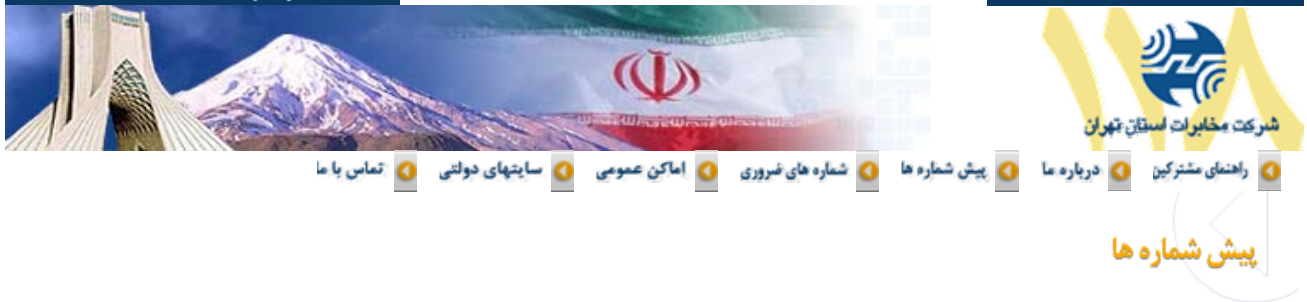 ۱۱۸
شرکت مخابرات استان تهران
راهنمای مشترکین درباره ما پیش شماره ها شماره های ضروری اماکن عمومی سایتهای دولتی تماس با ما
پیش شماره ها